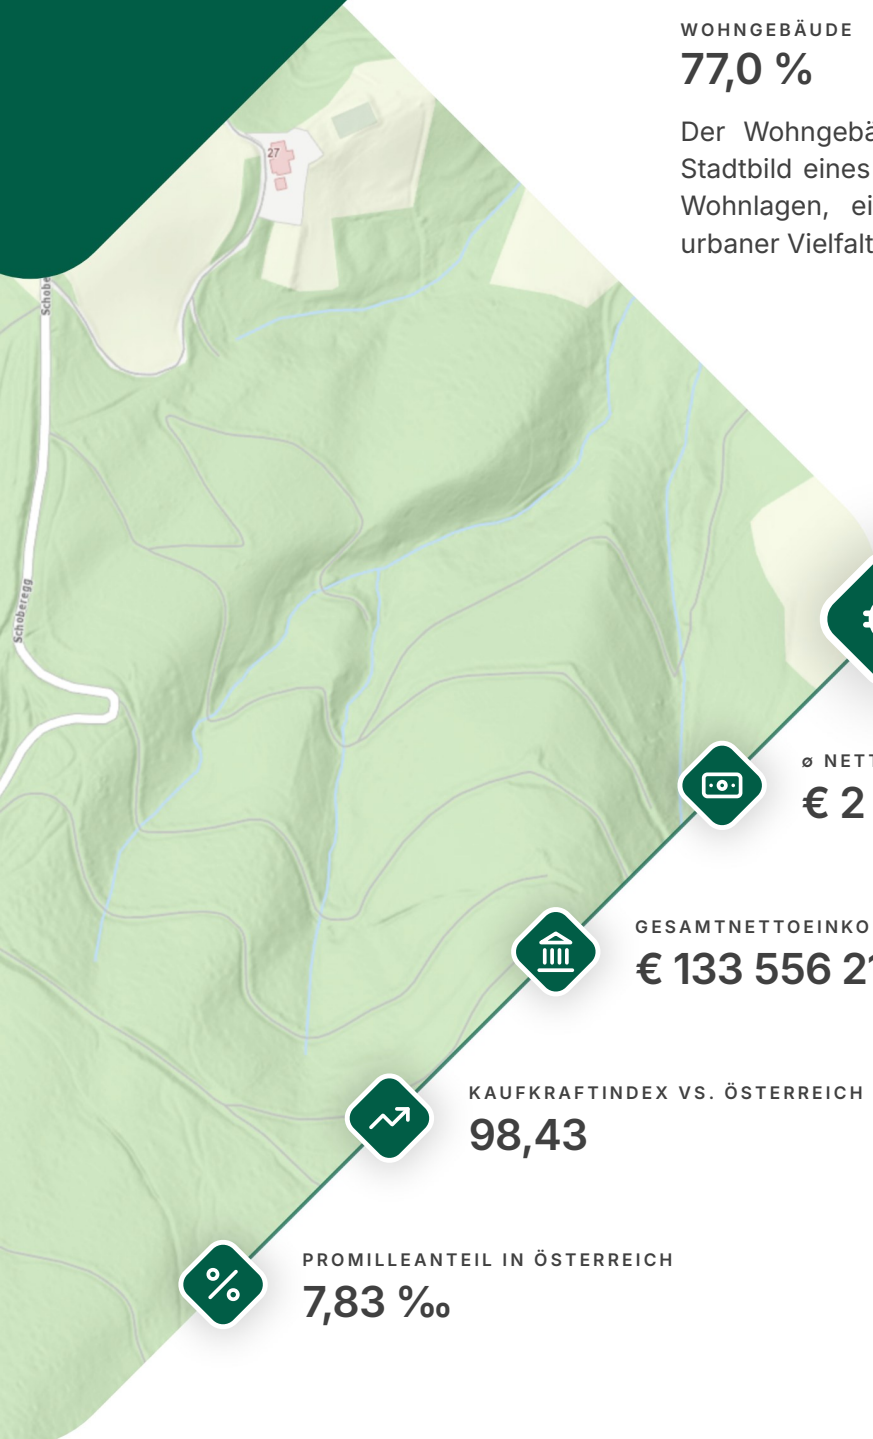 WOHNGEBÄUDE
77,0 %
Der Wohngebä
Stadtbild eines
Wohnlagen, ei
urbaner Vielfalt
27
Schobe
Schoberegg
ø NETT
€ 2
GESAMTNETTOEINKO
€ 133 556 21
KAUFKRAFTINDEX VS. ÖSTERREICH
98,43
PROMILLEANTEIL IN ÖSTERREICH
7,83 ‰